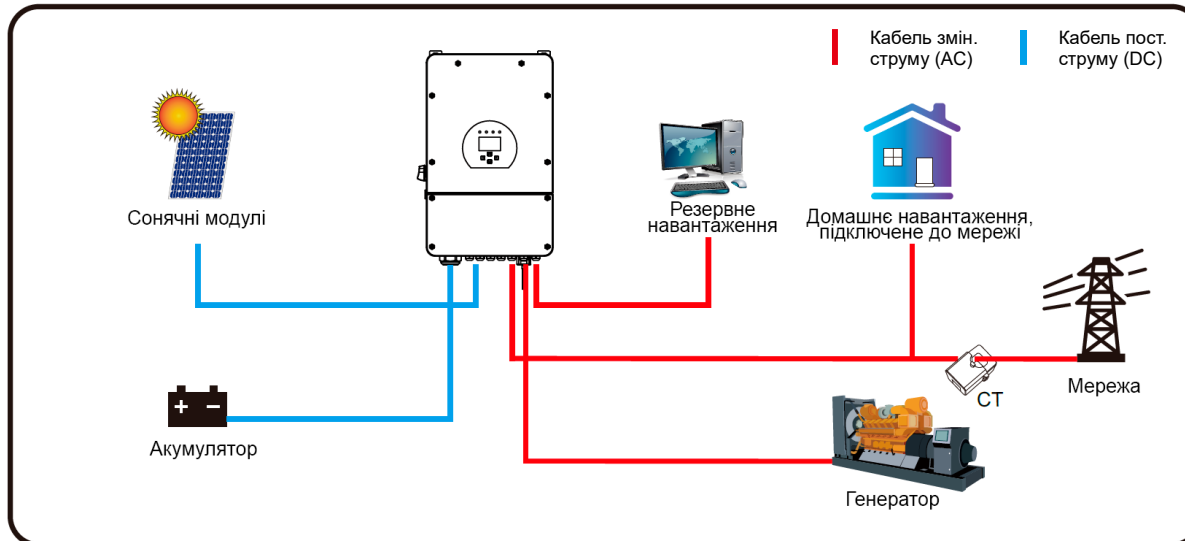 Кабель змін.
струму (AC)
Кабель пост.
струму (DC)
Сонячні модулі
Резервне
навантаження
Домашнє навантаження,
підключене до мережі
Мережа
CT
Акумулятор
Генератор